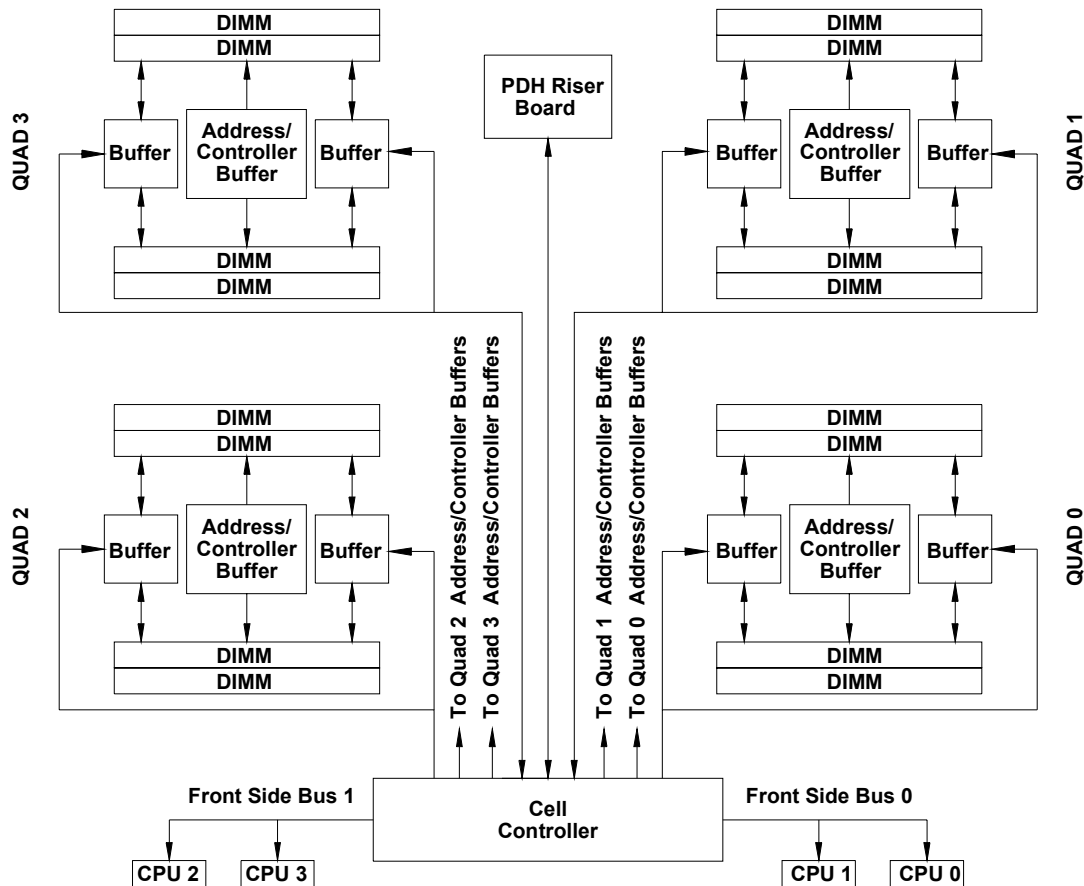 DIMM
DIMM
QUAD 3
Buffer
Address/
Controller
Buffer
Buffer
DIMM
DIMM
PDH Riser
Board
DIMM
DIMM
QUAD 1
Buffer
Address/
Controller
Buffer
Buffer
DIMM
DIMM
To Quad 2 Address/Controller Buffers
To Quad 3 Address/Controller Buffers
To Quad 1 Address/Controller Buffers
To Quad 0 Address/Controller Buffers
DIMM
DIMM
QUAD 2
Buffer
Address/
Controller
Buffer
Buffer
DIMM
DIMM
DIMM
DIMM
QUAD 0
Buffer
Address/
Controller
Buffer
Buffer
DIMM
DIMM
Front Side Bus 1
Cell
Controller
Front Side Bus 0
CPU 2
CPU 3
CPU 1
CPU 0